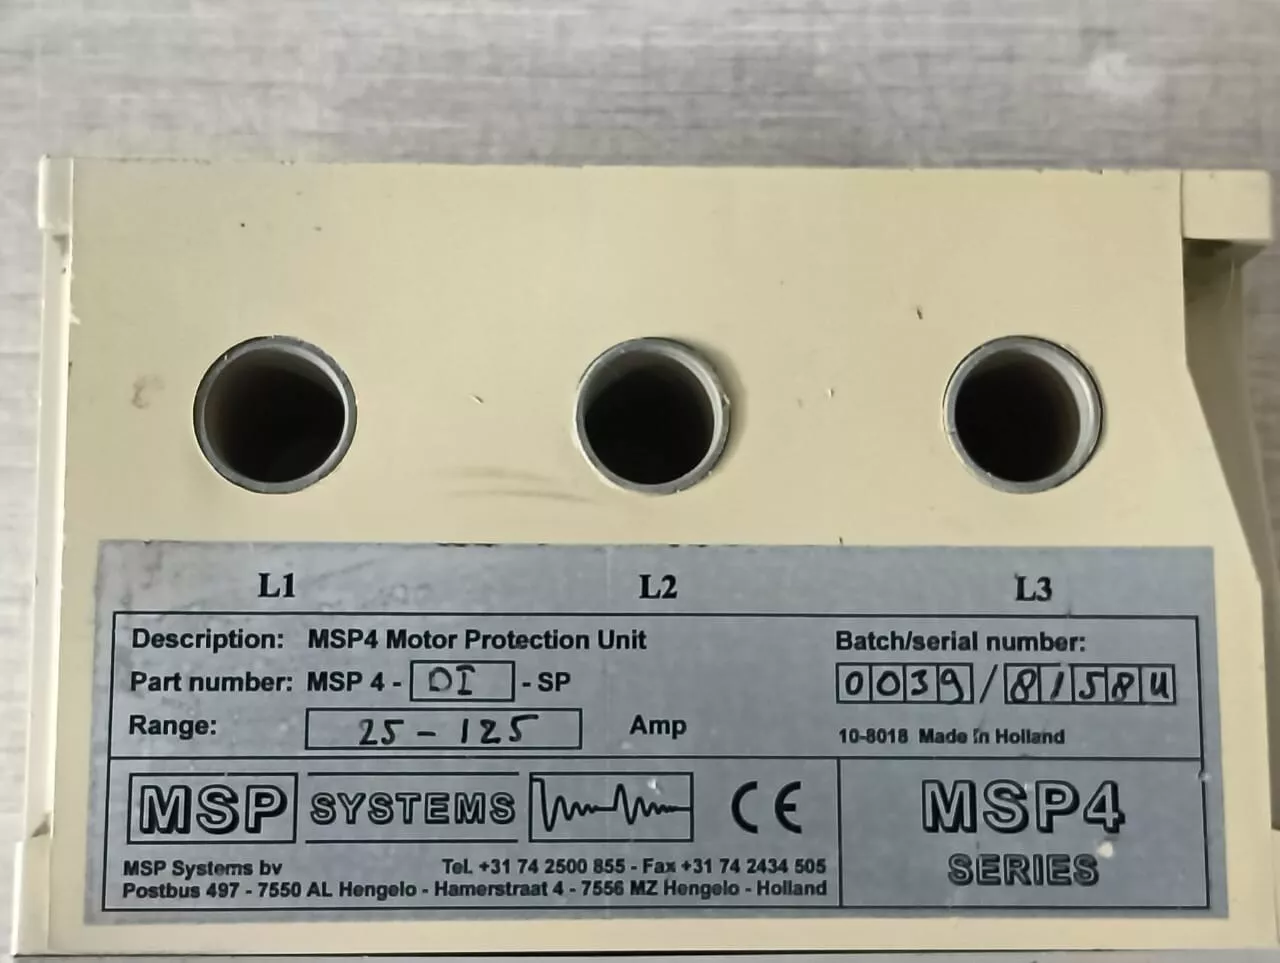 L1 L2 L3
Description: MSP4 Motor Protection Unit
Part number: MSP 4 - DI - SP
Range: 25 - 125 Amp
Batch/serial number:
0039/8158U
10-8018 Made in Holland
MSP SYSTEMS CE
MSP Systems bv Tel. +31 74 2500 855 - Fax +31 74 2434 505
Postbus 497 - 7550 AL Hengelo - Hamerstraat 4 - 7556 MZ Hengelo - Holland
MSP4
SERIES